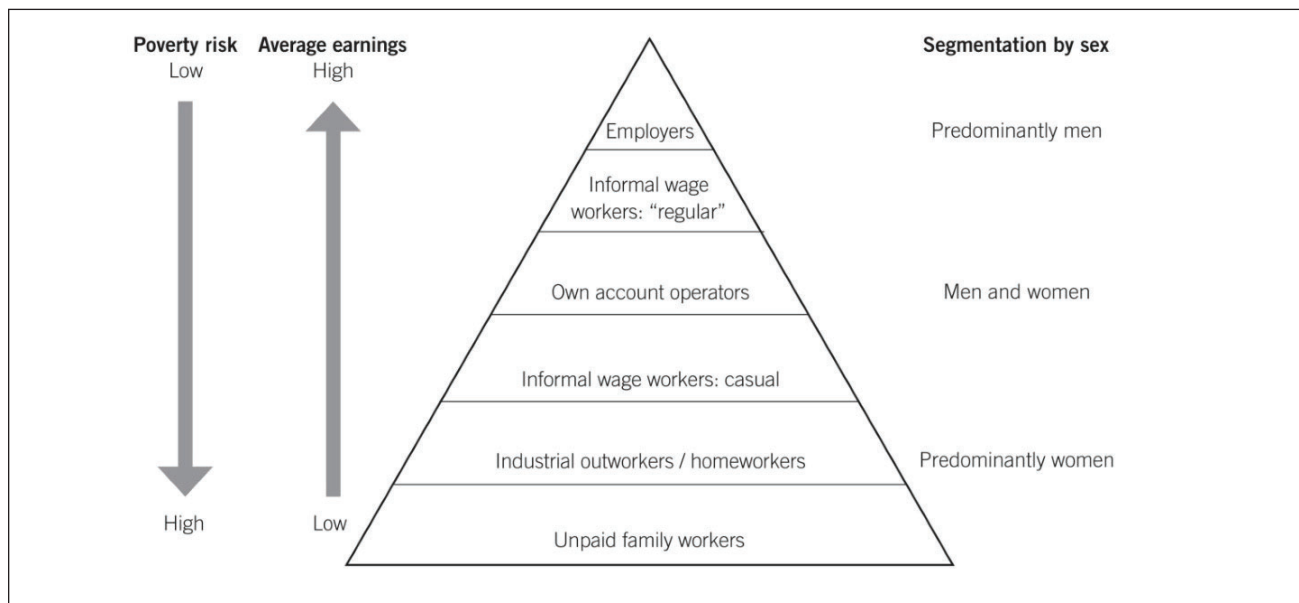 Poverty risk
Low
Average earnings
High
Segmentation by sex
Employers
Predominantly men
Informal wage
workers: “regular”
Own account operators
Men and women
Informal wage workers: casual
Industrial outworkers / homeworkers
Predominantly women
High
Low
Unpaid family workers